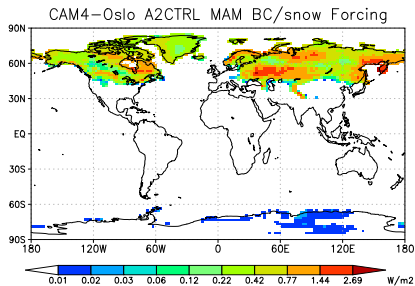 CAM4-Oslo A2CTRL MAM BC/snow Forcing
90N
60N
30N
EQ
30S
60S
90S
180 120W 60W 0 60E 120E 180
0.01 0.02 0.03 0.06 0.12 0.22 0.42 0.77 1.44 2.69 W/m2